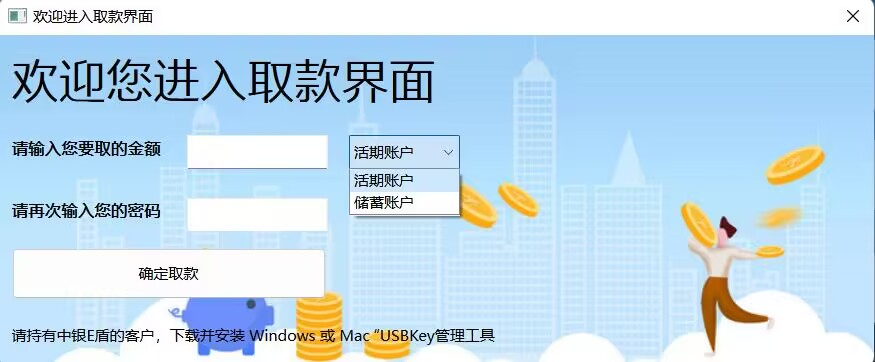 欢迎进入取款界面
欢迎您进入取款界面
请输入您要取的金额
活期账户
活期账户
储蓄账户
请再次输入您的密码
确定取款
请持有中银E盾的客户，下载并安装 Windows 或 Mac “USBKey管理工具